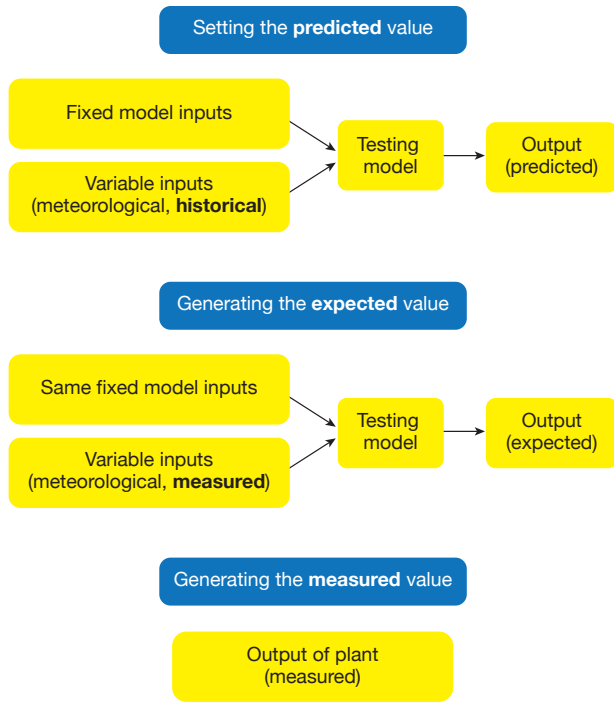 Setting the predicted value
Fixed model inputs
Variable inputs
(meteorological, historical)
Testing
model
Output
(predicted)
Generating the expected value
Same fixed model inputs
Variable inputs
(meteorological, measured)
Testing
model
Output
(expected)
Generating the measured value
Output of plant
(measured)